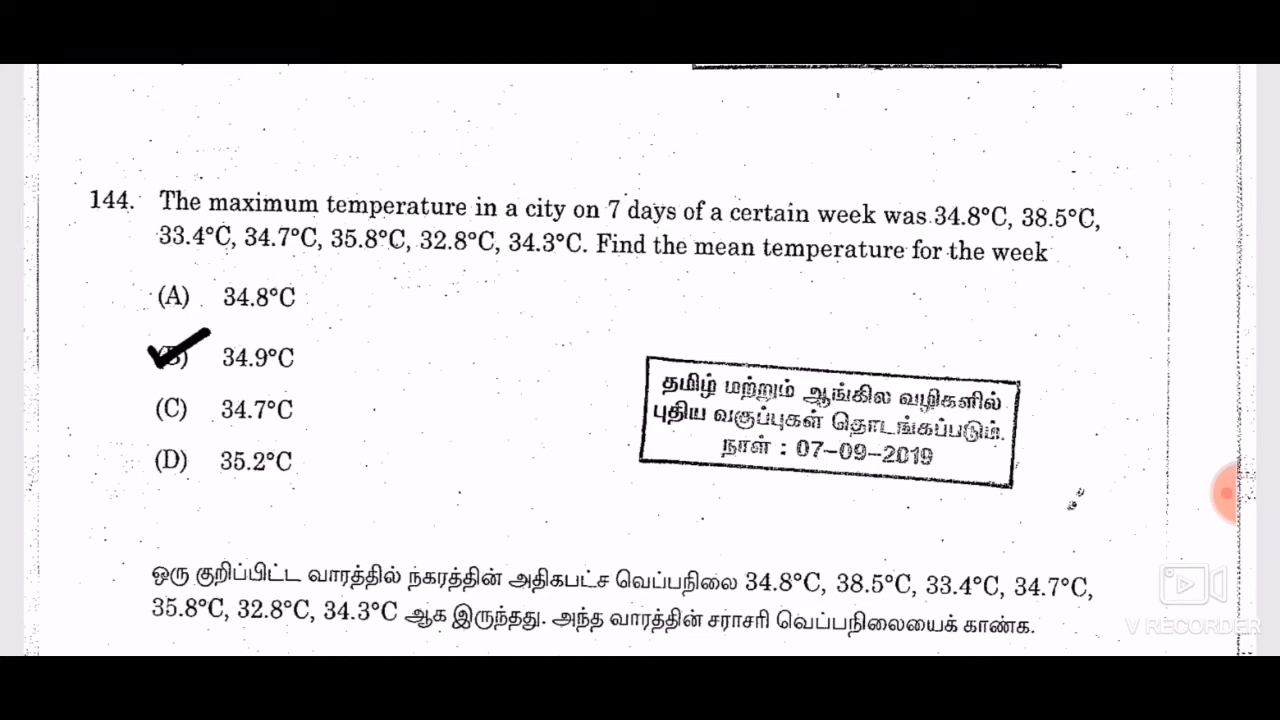 144. The maximum temperature in a city on 7 days of a certain week was 34.8°C, 38.5°C,
33.4°C, 34.7°C, 35.8°C, 32.8°C, 34.3°C. Find the mean temperature for the week
(A) 34.8°C
(B) 34.9°C
(C) 34.7°C
(D) 35.2°C
தமிழ் மற்றும் ஆங்கில வழிகளில்
புதிய வகுப்புகள் தொடங்கப்படும்.
நாள் : 07-09-2019
ஒரு குறிப்பிட்ட வாரத்தில் நகரத்தின் அதிகபட்ச வெப்பநிலை 34.8°C, 38.5°C, 33.4°C, 34.7°C,
35.8°C, 32.8°C, 34.3°C ஆக இருந்தது. அந்த வாரத்தின் சராசரி வெப்பநிலையைக் காண்க.
V RECORDER